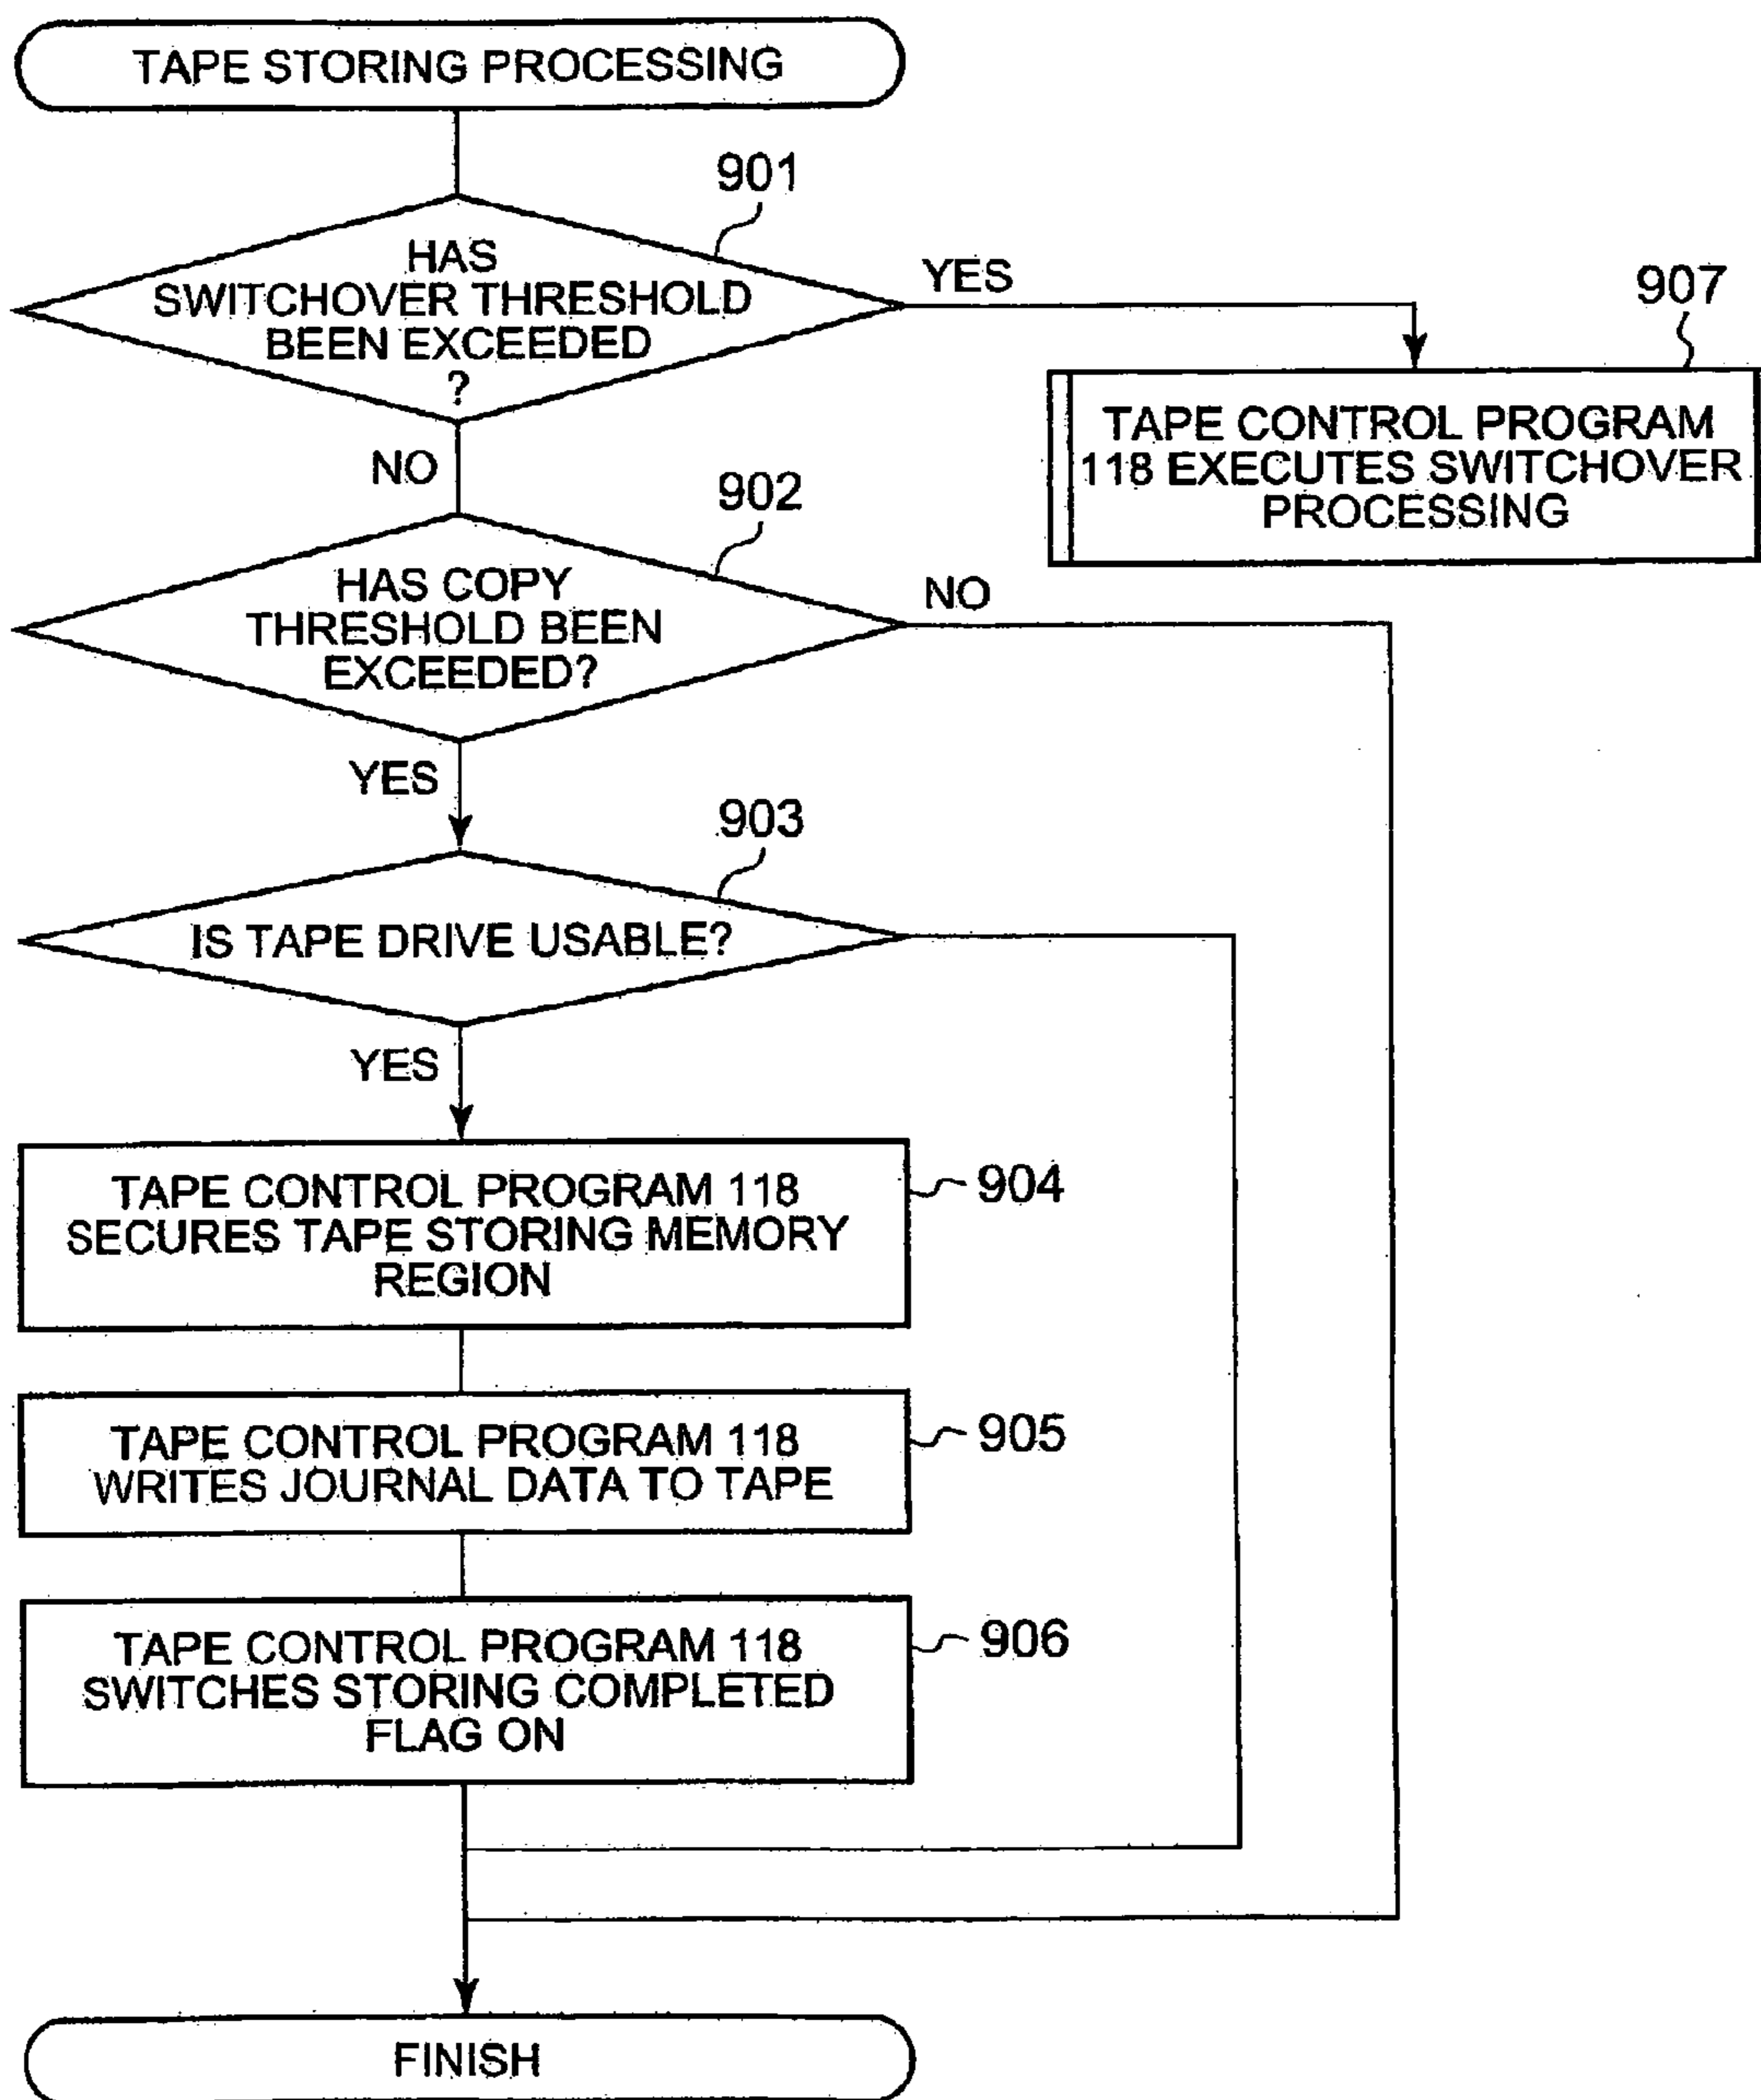 TAPE STORING PROCESSING
901
HAS
SWITCHOVER THRESHOLD
BEEN EXCEEDED
?
YES
907
TAPE CONTROL PROGRAM
118 EXECUTES SWITCHOVER
PROCESSING
NO
902
HAS COPY
THRESHOLD BEEN
EXCEEDED?
NO
YES
903
IS TAPE DRIVE USABLE?
YES
TAPE CONTROL PROGRAM 118
SECURES TAPE STORING MEMORY
REGION
904
TAPE CONTROL PROGRAM 118
WRITES JOURNAL DATA TO TAPE
905
TAPE CONTROL PROGRAM 118
SWITCHES STORING COMPLETED
FLAG ON
906
FINISH